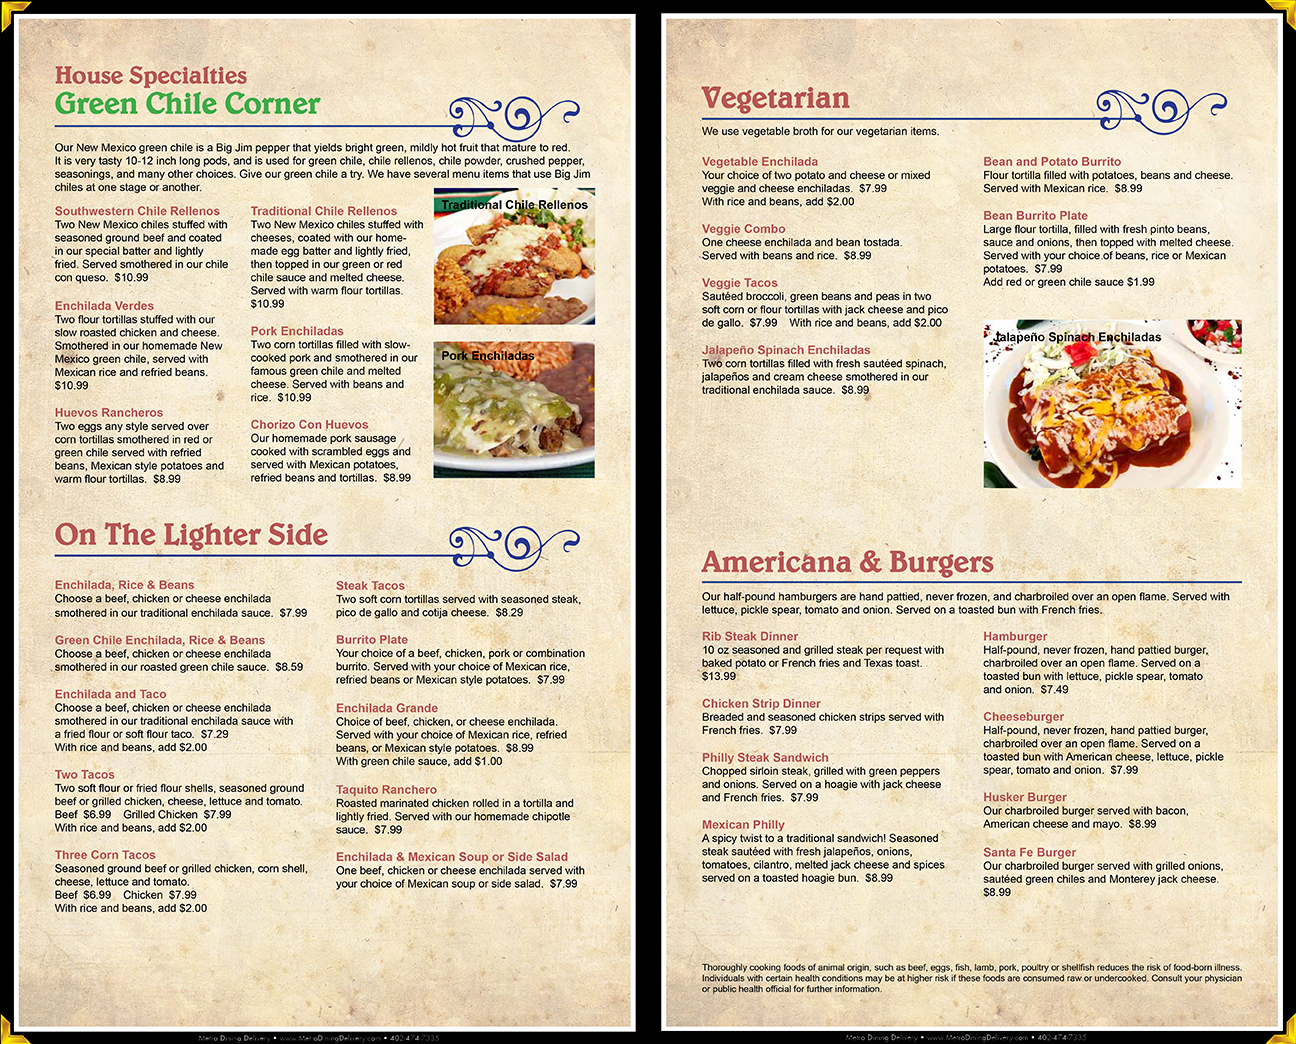 House Specialties
Green Chile Corner
Our New Mexico green chile is a Big Jim pepper that yields bright green, mildly hot fruit that mature to red.
It is very tasty 10-12 inch long pods, and is used for green chile, chile rellenos, chile powder, crushed pepper,
seasonings, and many other choices. Give our green chile a try. We have several menu items that use Big Jim
chiles at one stage or another.
Southwestern Chile Rellenos
Two New Mexico chiles stuffed with
seasoned ground beef and coated
in our special batter and lightly
fried. Served smothered in our chile
con queso. $10.99
Enchilada Verdes
Two flour tortillas stuffed with our
slow roasted chicken and cheese.
Smothered in our homemade New
Mexico green chile, served with
Mexican rice and refried beans.
$10.99
Huevos Rancheros
Two eggs any style served over
corn tortillas smothered in red or
green chile served with refried
beans, Mexican style potatoes and
warm flour tortillas. $8.99
Traditional Chile Rellenos
Two New Mexico chiles stuffed with
cheeses, coated with our home-
made egg batter and lightly fried,
then topped in our green or red
chile sauce and melted cheese.
Served with warm flour tortillas.
$10.99
Pork Enchiladas
Two corn tortillas filled with slow-
cooked pork and smothered in our
famous green chile and melted
cheese. Served with beans and
rice. $10.99
Chorizo Con Huevos
Our homemade pork sausage
cooked with scrambled eggs and
served with Mexican potatoes,
refried beans and tortillas. $8.99
Traditional Chile Rellenos
Pork Enchiladas
On The Lighter Side
Enchilada, Rice & Beans
Choose a beef, chicken or cheese enchilada
smothered in our traditional enchilada sauce. $7.99
Green Chile Enchilada, Rice & Beans
Choose a beef, chicken or cheese enchilada
smothered in our roasted green chile sauce. $8.59
Enchilada and Taco
Choose a beef, chicken or cheese enchilada
smothered in our traditional enchilada sauce with
a fried flour or soft flour taco. $7.29
With rice and beans, add $2.00
Two Tacos
Two soft flour or fried flour shells, seasoned ground
beef or grilled chicken, cheese, lettuce and tomato.
Beef $6.99 Grilled Chicken $7.99
With rice and beans, add $2.00
Three Corn Tacos
Seasoned ground beef or grilled chicken, corn shell,
cheese, lettuce and tomato.
Beef $6.99 Chicken $7.99
With rice and beans, add $2.00
Steak Tacos
Two soft corn tortillas served with seasoned steak,
pico de gallo and cotija cheese. $8.29
Burrito Plate
Your choice of a beef, chicken, pork or combination
burrito. Served with your choice of Mexican rice,
refried beans or Mexican style potatoes. $7.99
Enchilada Grande
Choice of beef, chicken, or cheese enchilada.
Served with your choice of Mexican rice, refried
beans, or Mexican style potatoes. $8.99
With green chile sauce, add $1.00
Taquito Ranchero
Roasted marinated chicken rolled in a tortilla and
lightly fried. Served with our homemade chipotle
sauce. $7.99
Enchilada & Mexican Soup or Side Salad
One beef, chicken or cheese enchilada served with
your choice of Mexican soup or side salad. $7.99
Metro Dining Delivery • www.MetroDiningDelivery.com • 402-474-7335
Vegetarian
We use vegetable broth for our vegetarian items.
Vegetable Enchilada
Your choice of two potato and cheese or mixed
veggie and cheese enchiladas. $7.99
With rice and beans, add $2.00
Veggie Combo
One cheese enchilada and bean tostada.
Served with beans and rice. $8.99
Veggie Tacos
Sautéed broccoli, green beans and peas in two
soft corn or flour tortillas with jack cheese and pico
de gallo. $7.99 With rice and beans, add $2.00
Jalapeño Spinach Enchiladas
Two corn tortillas filled with fresh sautéed spinach,
jalapeños and cream cheese smothered in our
traditional enchilada sauce. $8.99
Bean and Potato Burrito
Flour tortilla filled with potatoes, beans and cheese.
Served with Mexican rice. $8.99
Bean Burrito Plate
Large flour tortilla, filled with fresh pinto beans,
sauce and onions, then topped with melted cheese.
Served with your choice of beans, rice or Mexican
potatoes. $7.99
Add red or green chile sauce $1.99
Jalapeño Spinach Enchiladas
Americana & Burgers
Our half-pound hamburgers are hand pattied, never frozen, and charbroiled over an open flame. Served with
lettuce, pickle spear, tomato and onion. Served on a toasted bun with French fries.
Rib Steak Dinner
10 oz seasoned and grilled steak per request with
baked potato or French fries and Texas toast.
$13.99
Chicken Strip Dinner
Breaded and seasoned chicken strips served with
French fries. $7.99
Philly Steak Sandwich
Chopped sirloin steak, grilled with green peppers
and onions. Served on a hoagie with jack cheese
and French fries. $7.99
Mexican Philly
A spicy twist to a traditional sandwich! Seasoned
steak sautéed with fresh jalapeños, onions,
tomatoes, cilantro, melted jack cheese and spices
served on a toasted hoagie bun. $8.99
Hamburger
Half-pound, never frozen, hand pattied burger,
charbroiled over an open flame. Served on a
toasted bun with lettuce, pickle spear, tomato
and onion. $7.49
Cheeseburger
Half-pound, never frozen, hand pattied burger,
charbroiled over an open flame. Served on a
toasted bun with American cheese, lettuce, pickle
spear, tomato and onion. $7.99
Husker Burger
Our charbroiled burger served with bacon,
American cheese and mayo. $8.99
Santa Fe Burger
Our charbroiled burger served with grilled onions,
sautéed green chiles and Monterey jack cheese.
$8.99
Thoroughly cooking foods of animal origin, such as beef, eggs, fish, lamb, pork, poultry or shellfish reduces the risk of food-born illness.
Individuals with certain health conditions may be at higher risk if these foods are consumed raw or undercooked. Consult your physician
or public health official for further information.
Metro Dining Delivery • www.MetroDiningDelivery.com • 402-474-7335